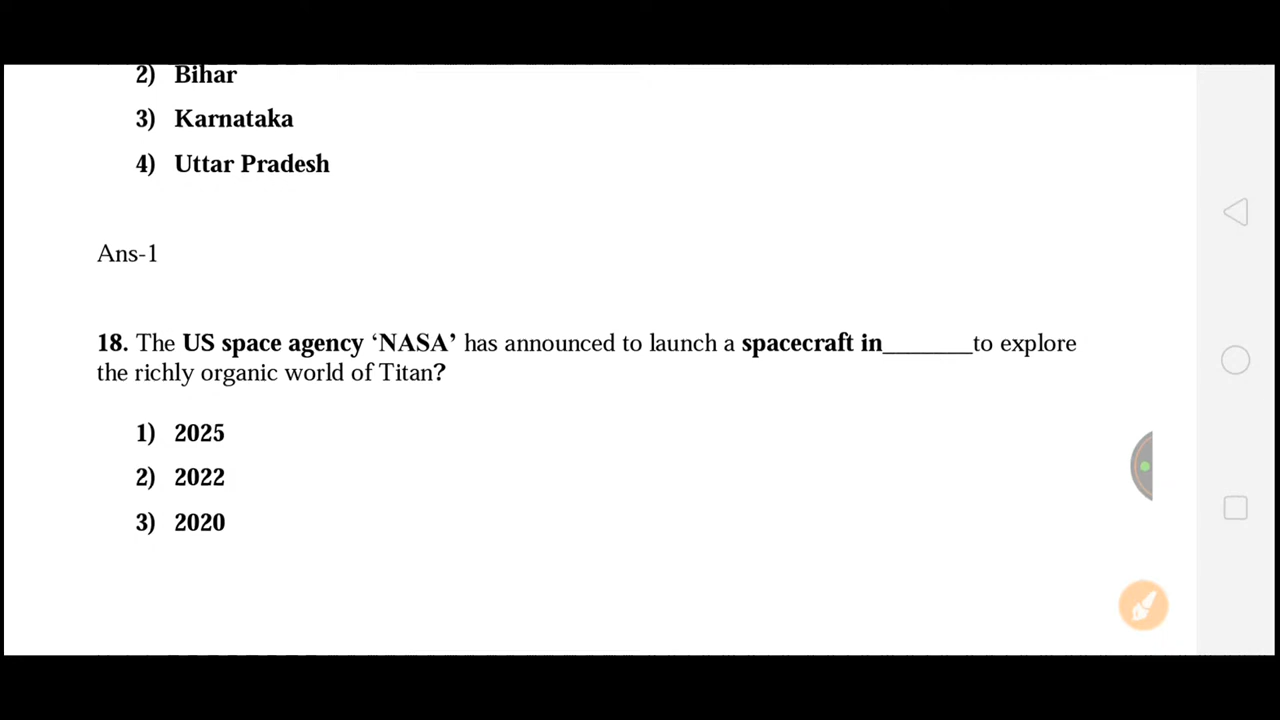 2) Bihar
3) Karnataka
4) Uttar Pradesh
Ans-1
18. The US space agency ‘NASA’ has announced to launch a spacecraft in________to explore
the richly organic world of Titan?
1) 2025
2) 2022
3) 2020